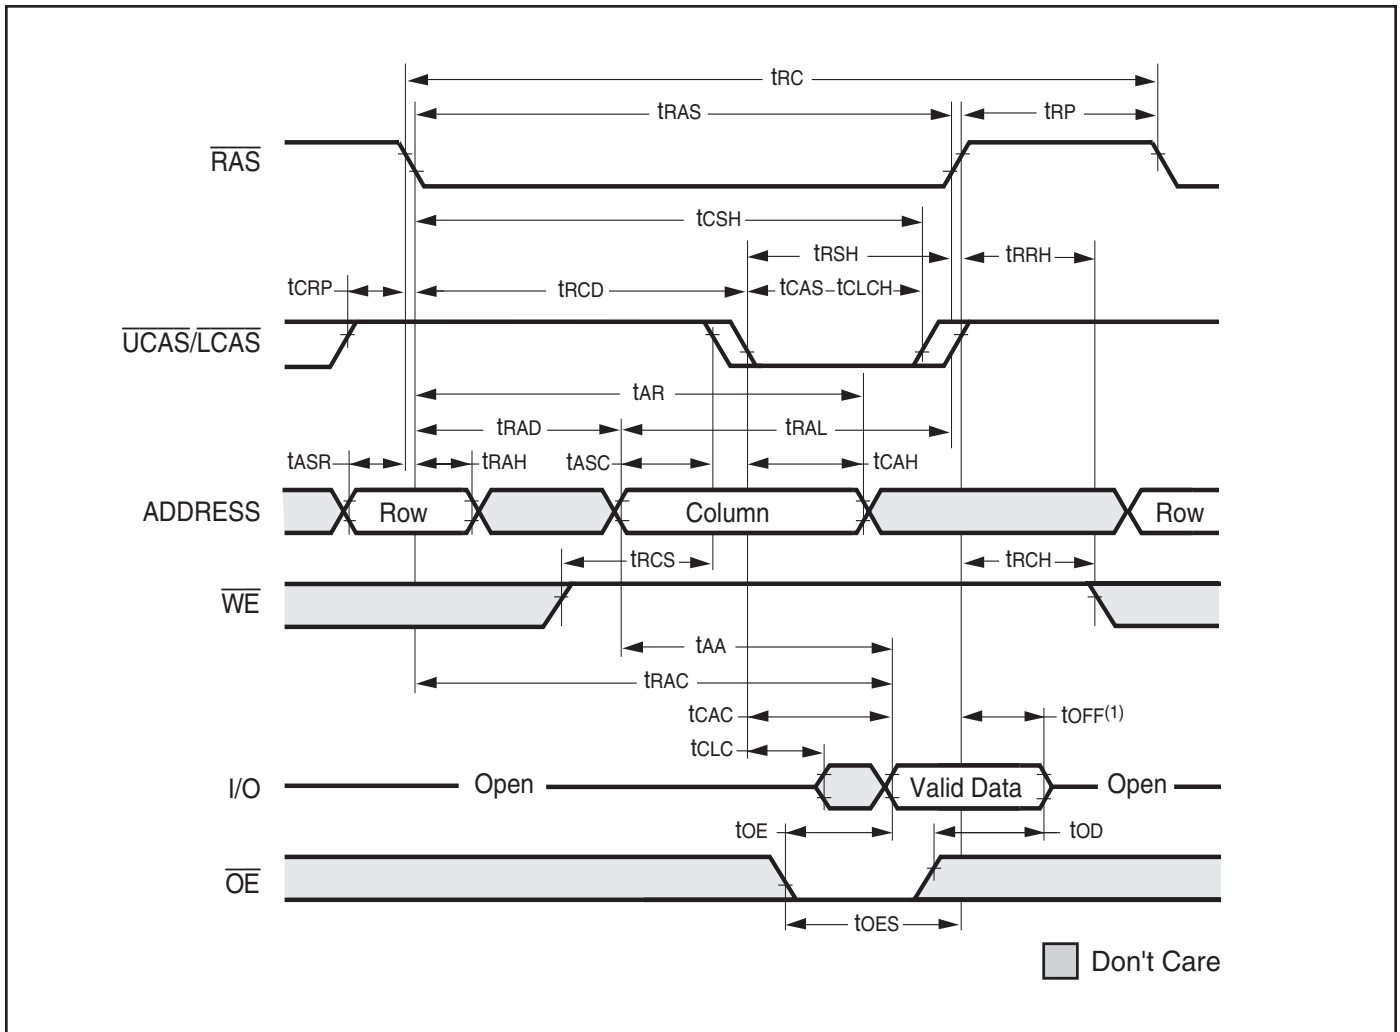 tRC
tRAS
tRP
RAS
tCSH
tRSH
tRRH
tCRP
tRCD
tCAS
tCLCH
UCAS/LCAS
tAR
tRAD
tRAL
tASR
tRAH
tASC
tCAH
ADDRESS
Row
Column
Row
tRCS
tRCH
WE
tAA
tRAC
tCAC
tOFF(1)
tCLC
I/O
Open
Valid Data
Open
tOE
tOD
OE
tOES
Don't Care